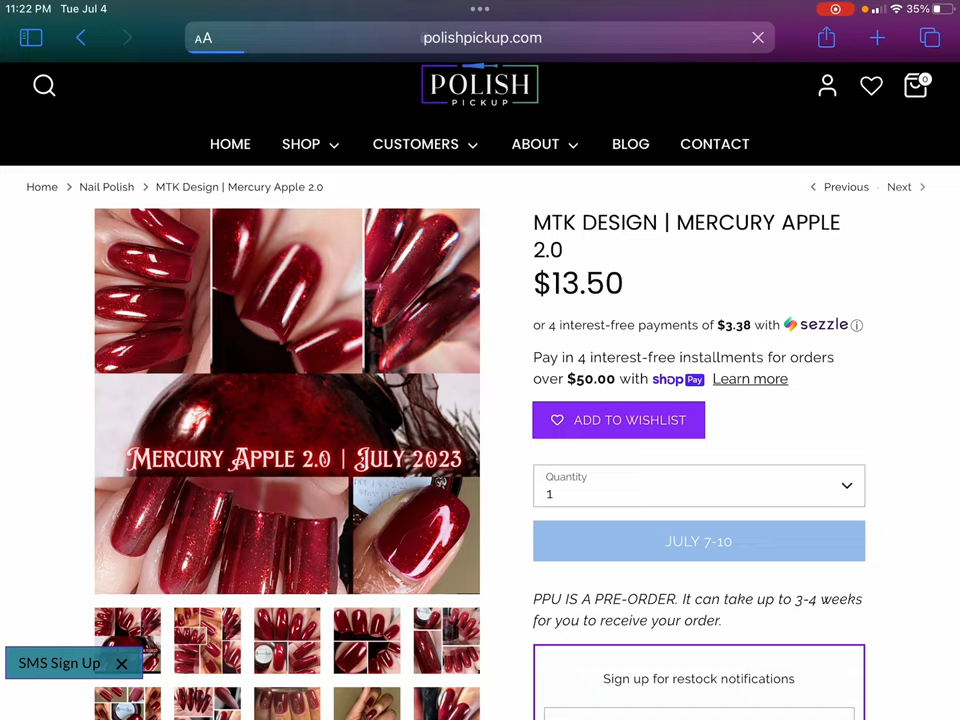 11:22 PM Tue Jul 4
35%
AA
polishpickup.com
POLISH
PICKUP
0
HOME
SHOP
CUSTOMERS
ABOUT
BLOG
CONTACT
Home > Nail Polish > MTK Design | Mercury Apple 2.0
Previous
Next
MTK DESIGN | MERCURY APPLE
2.0
$13.50
or 4 interest-free payments of $3.38 with sezzle
Pay in 4 interest-free installments for orders
over $50.00 with shop Pay Learn more
ADD TO WISHLIST
Quantity
1
JULY 7-10
PPU IS A PRE-ORDER. It can take up to 3-4 weeks
for you to receive your order.
Sign up for restock notifications
MERCURY APPLE 2.0 | JULY 2023
SMS Sign Up